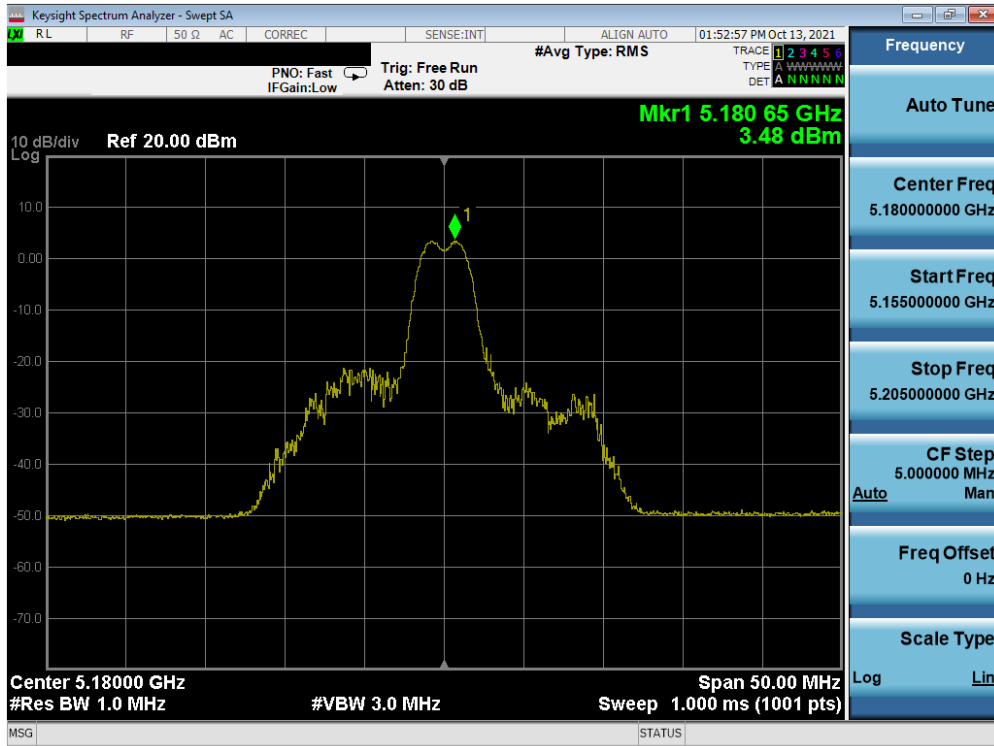 Keysight Spectrum Analyzer - Swept SA
LXI RL RF 50 Ω AC CORREC SENSE:INT ALIGN AUTO 01:52:57 PM Oct 13, 2021
#Avg Type: RMS TRACE 1 2 3 4 5 6
PNO: Fast Trig: Free Run TYPE A WWWWW
IFGain:Low Atten: 30 dB DET A N N N N N
Mkr1 5.180 65 GHz
3.48 dBm
10 dB/div Ref 20.00 dBm
Log
1
10.0
0.00
-10.0
-20.0
-30.0
-40.0
-50.0
-60.0
-70.0
Center 5.18000 GHz Span 50.00 MHz
#Res BW 1.0 MHz #VBW 3.0 MHz Sweep 1.000 ms (1001 pts)
MSG STATUS
Frequency
Auto Tune
Center Freq
5.180000000 GHz
Start Freq
5.155000000 GHz
Stop Freq
5.205000000 GHz
CF Step
5.000000 MHz
Auto Man
Freq Offset
0 Hz
Scale Type
Log Lin